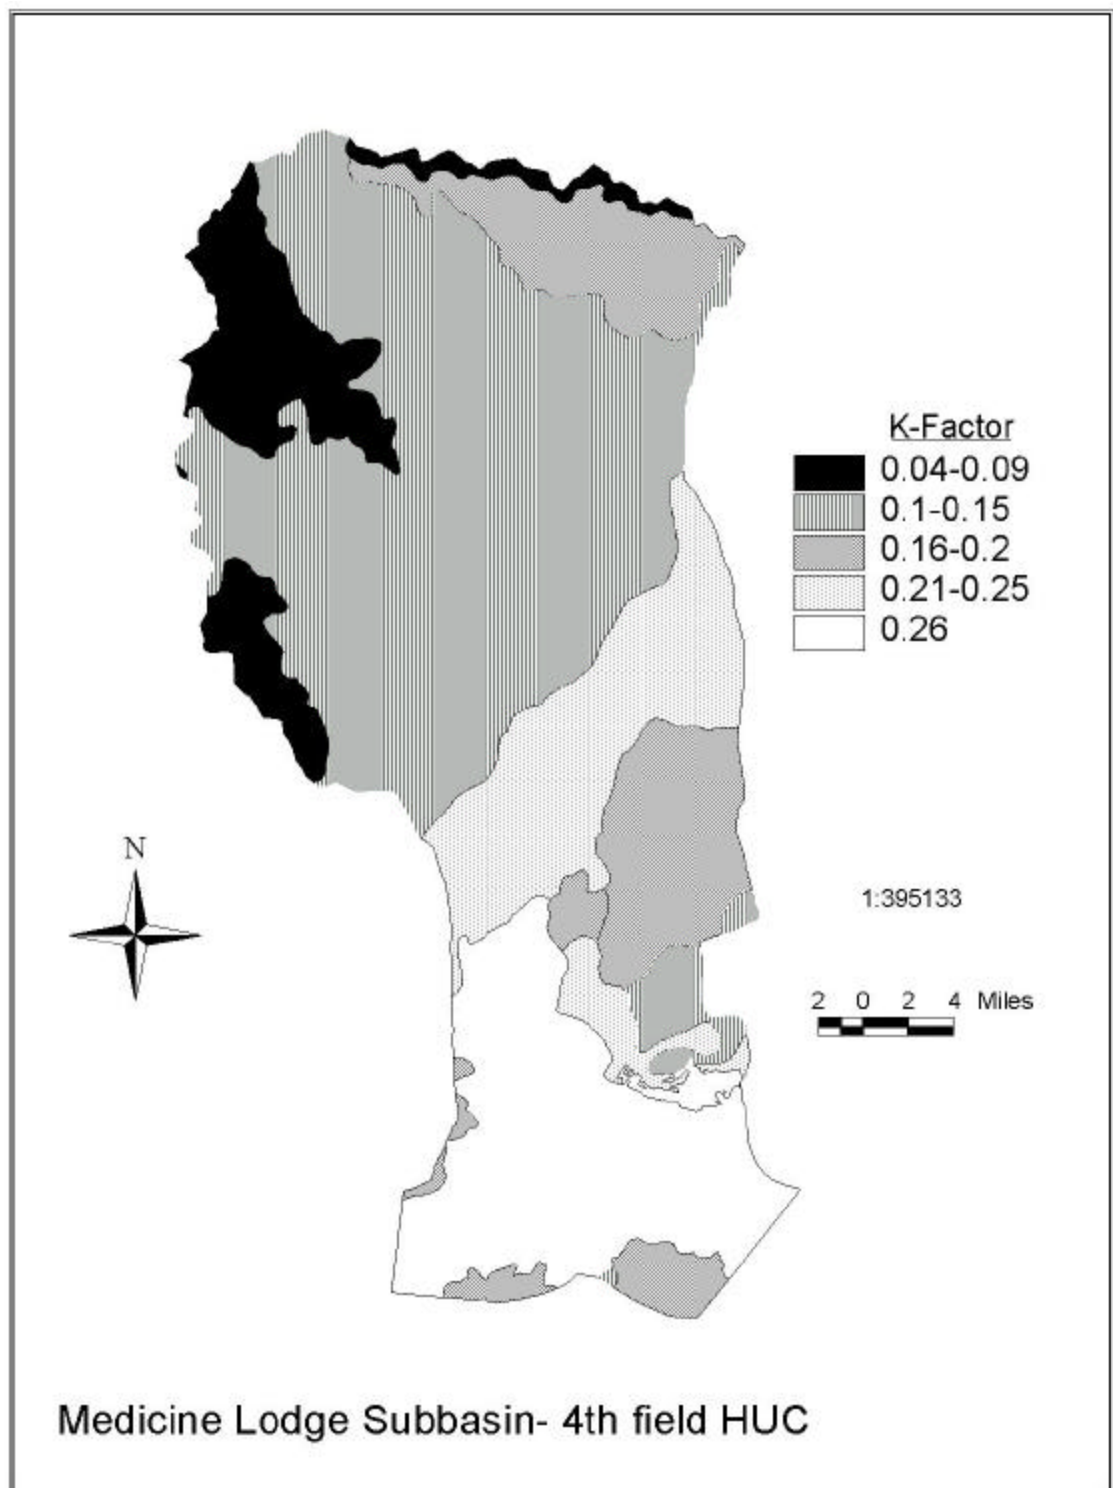 K-Factor
0.04-0.09
0.1-0.15
0.16-0.2
0.21-0.25
0.26
N
1:395133
2 0 2 4 Miles
Medicine Lodge Subbasin- 4th field HUC